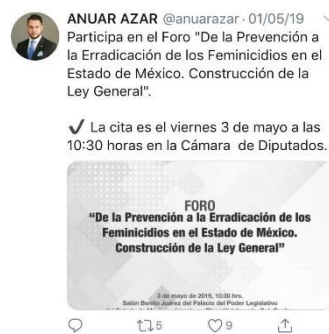 ANUAR AZAR @anuarazar · 01/05/19
Participa en el Foro "De la Prevención a
la Erradicación de los Feminicidios en el
Estado de México. Construcción de la
Ley General".
✔ La cita es el viernes 3 de mayo a las
10:30 horas en la Cámara de Diputados.
FORO
“De la Prevención a la Erradicación de los
Feminicidios en el Estado de México.
Construcción de la Ley General”
3 de mayo de 2019, 10:30 hrs.
Salón Benito Juárez del Palacio del Poder Legislativo
5
9